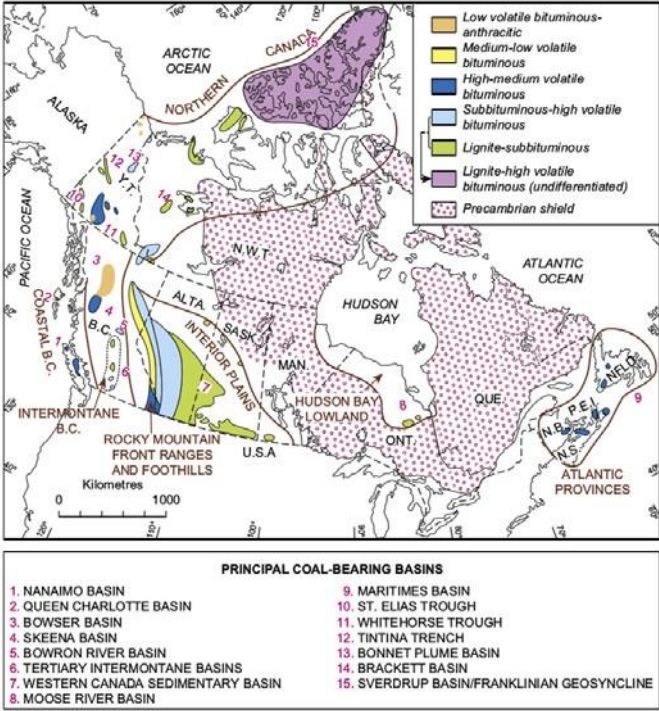 ARCTIC
OCEAN
CANADA
NORTHERN
ALASKA
PACIFIC OCEAN
Y.T.
N.W.T.
HUDSON
BAY
ATLANTIC
OCEAN
COASTAL B.C.
B.C.
ALTA.
SASK.
MAN.
ONT.
QUE.
NFLD.
P.E.I.
N.B.
N.S.
INTERIOR PLAINS
HUDSON BAY
LOWLAND
INTERMONTANE
B.C.
ROCKY MOUNTAIN
FRONT RANGES
AND FOOTHILLS
U.S.A
ATLANTIC
PROVINCES
Kilometres
0 1000
1
2
3
4
5
6
7
8
9
10
11
12
13
14
15
Low volatile bituminous-
anthracitic
Medium-low volatile
bituminous
High-medium volatile
bituminous
Subbituminous-high volatile
bituminous
Lignite-subbituminous
Lignite-high volatile
bituminous (undifferentiated)
Precambrian shield
PRINCIPAL COAL-BEARING BASINS
1. NANAIMO BASIN
2. QUEEN CHARLOTTE BASIN
3. BOWSER BASIN
4. SKEENA BASIN
5. BOWRON RIVER BASIN
6. TERTIARY INTERMONTANE BASINS
7. WESTERN CANADA SEDIMENTARY BASIN
8. MOOSE RIVER BASIN
9. MARITIMES BASIN
10. ST. ELIAS TROUGH
11. WHITEHORSE TROUGH
12. TINTINA TRENCH
13. BONNET PLUME BASIN
14. BRACKETT BASIN
15. SVERDRUP BASIN/FRANKLINIAN GEOSYNCLINE